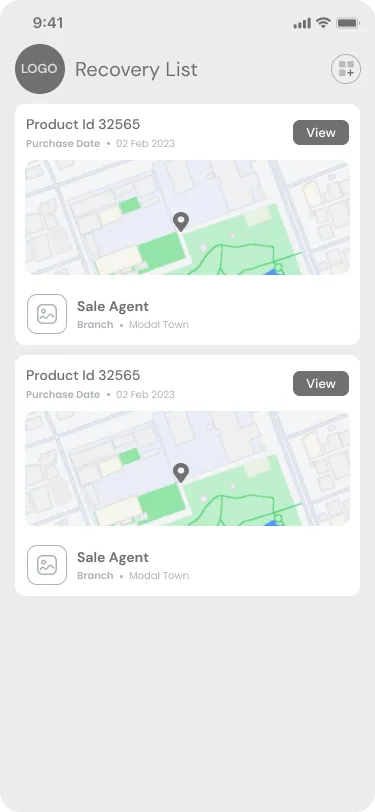 9:41
LOGO Recovery List
Product Id 32565
View
Purchase Date • 02 Feb 2023
Sale Agent
Branch • Modal Town
Product Id 32565
View
Purchase Date • 02 Feb 2023
Sale Agent
Branch • Modal Town